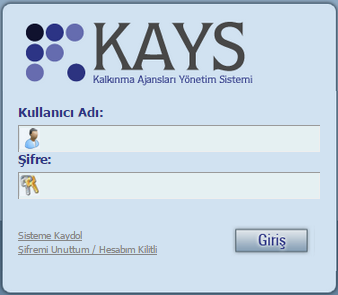 KAYS
Kalkınma Ajansları Yönetim Sistemi
Kullanıcı Adı:
Şifre:
Sisteme Kaydol
Şifremi Unuttum / Hesabım Kilitli
Giriş